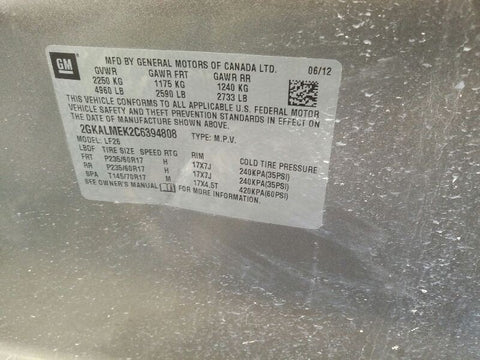 GM
MFD BY GENERAL MOTORS OF CANADA LTD. 06/12
GVWR GAWR FRT GAWR RR
2250 KG 1175 KG 1240 KG
4960 LB 2590 LB 2733 LB
THIS VEHICLE CONFORMS TO ALL APPLICABLE U.S. FEDERAL MOTOR
VEHICLE SAFETY AND THEFT PREVENTION STANDARDS IN EFFECT ON
THE DATE OF MANUFACTURE SHOWN ABOVE.
2GKALMEK2C6394808 TYPE: M.P.V.
MODEL: LF26
LBDF TIRE SIZE SPEED RTG RIM COLD TIRE PRESSURE
FRT P235/60R17 H 17X7J 240KPA(35PSI)
RR P235/60R17 H 17X7J 240KPA(35PSI)
SPA T145/70R17 M 17X4.5T 420KPA(60PSI)
SEE OWNER'S MANUAL FOR MORE INFORMATION.